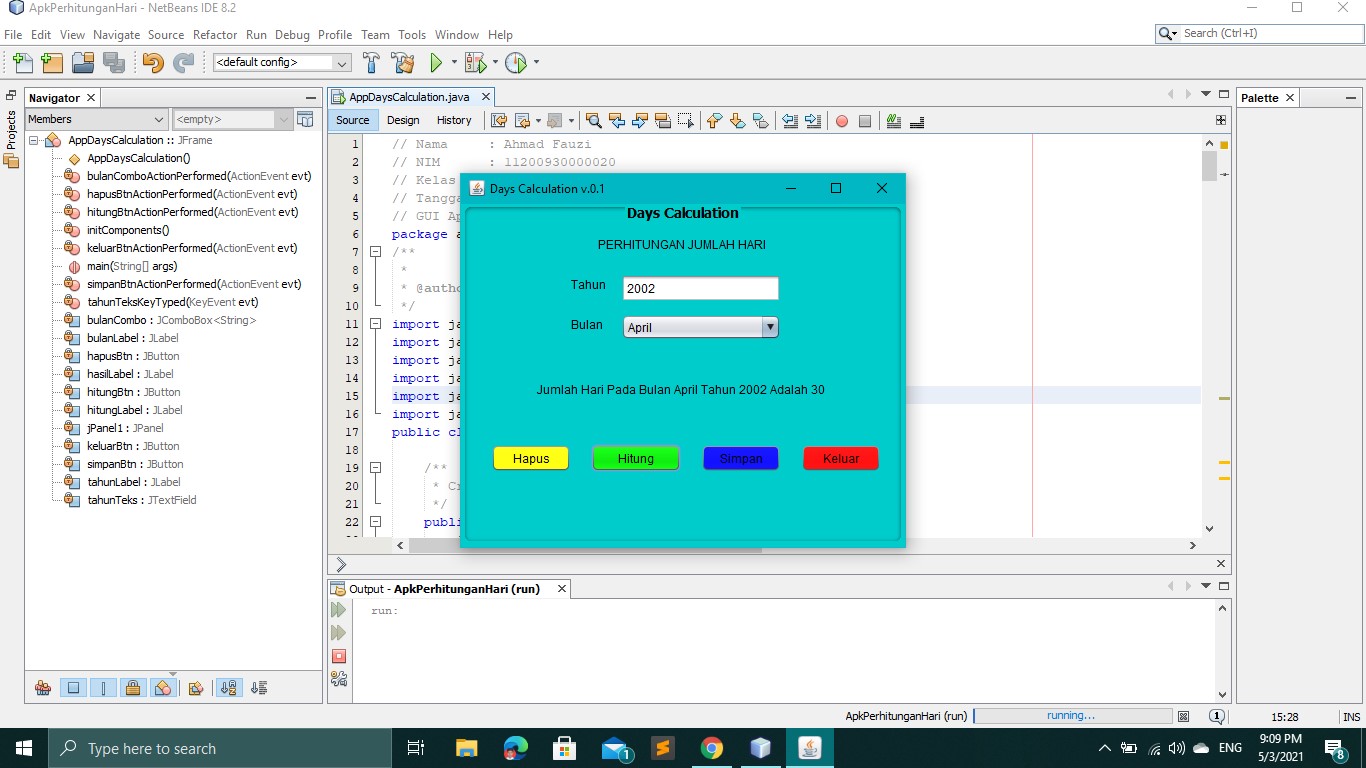 ApkPerhitunganHari - NetBeans IDE 8.2
File Edit View Navigate Source Refactor Run Debug Profile Team Tools Window Help
Search (Ctrl+I)
<default config>
Projects
Navigator
Members
<empty>
AppDaysCalculation :: JFrame
AppDaysCalculation()
bulanComboActionPerformed(ActionEvent evt)
hapusBtnActionPerformed(ActionEvent evt)
hitungBtnActionPerformed(ActionEvent evt)
initComponents()
keluarBtnActionPerformed(ActionEvent evt)
main(String[] args)
simpanBtnActionPerformed(ActionEvent evt)
tahunTeksKeyTyped(KeyEvent evt)
bulanCombo : JComboBox<String>
bulanLabel : JLabel
hapusBtn : JButton
hasilLabel : JLabel
hitungBtn : JButton
hitungLabel : JLabel
jPanel1 : JPanel
keluarBtn : JButton
simpanBtn : JButton
tahunLabel : JLabel
tahunTeks : JTextField
AppDaysCalculation.java
Source Design History
1 // Nama : Ahmad Fauzi
2 // NIM : 11200930000020
3 // Kelas
4 // Tangga
5 // GUI Ap
6 package a
7 /**
8 *
9 * @autho
10 */
11 import ja
12 import ja
13 import ja
14 import ja
15 import ja
16 import ja
17 public cl
18
19 /**
20 * Cr
21 */
22 publi
Days Calculation v.0.1
Days Calculation
PERHITUNGAN JUMLAH HARI
Tahun 2002
Bulan April
Jumlah Hari Pada Bulan April Tahun 2002 Adalah 30
Hapus Hitung Simpan Keluar
Palette
Output - ApkPerhitunganHari (run)
run:
ApkPerhitunganHari (run) running... 1 15:28 INS
Type here to search
1
ENG
9:09 PM
5/3/2021
8